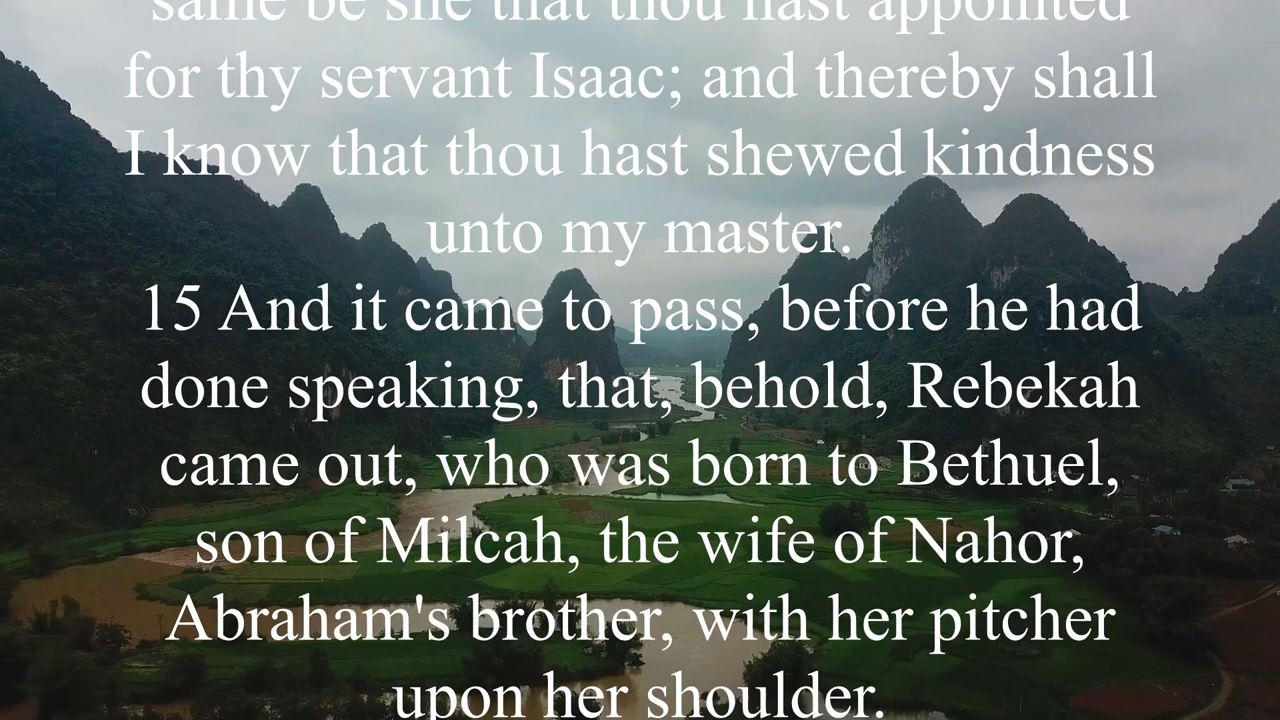 same be she that thou hast appointed
for thy servant Isaac; and thereby shall
I know that thou hast shewed kindness
unto my master.
15 And it came to pass, before he had
done speaking, that, behold, Rebekah
came out, who was born to Bethuel,
son of Milcah, the wife of Nahor,
Abraham's brother, with her pitcher
upon her shoulder.